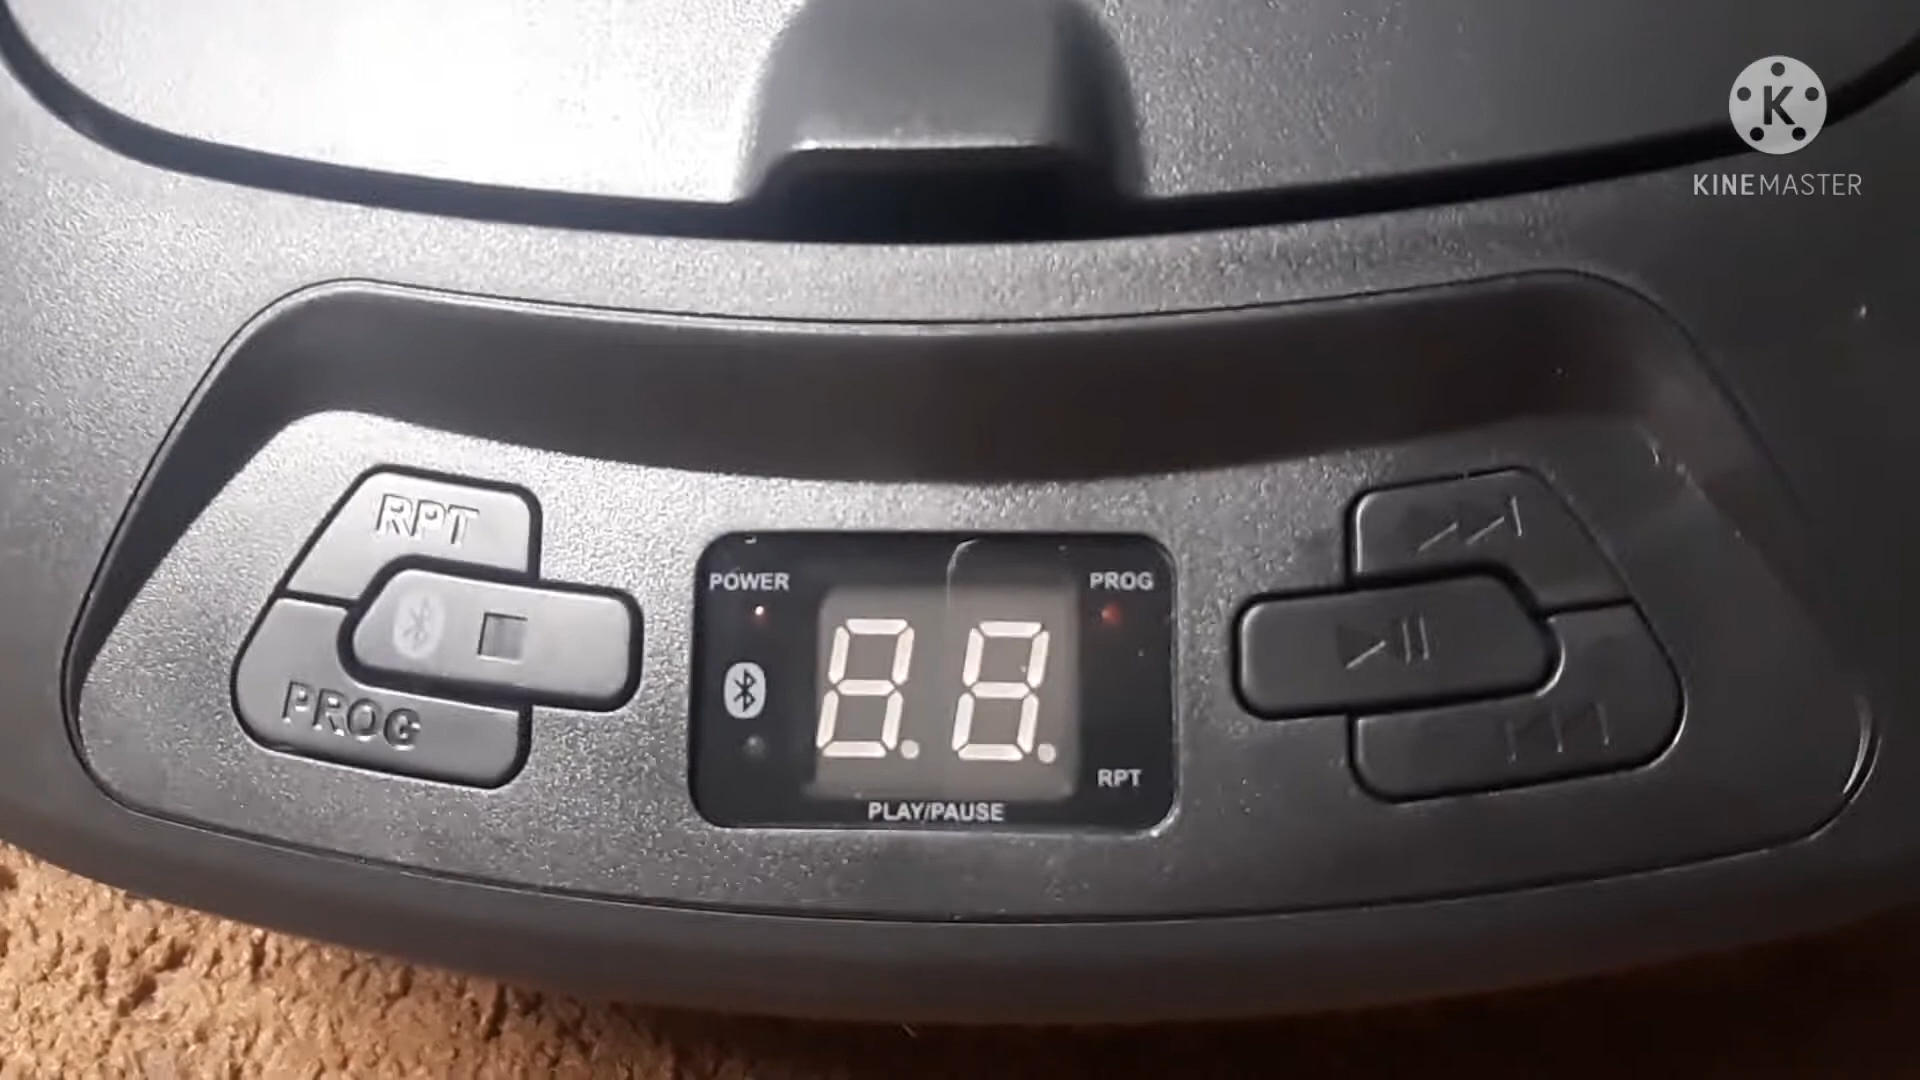 K
KINEMASTER
RPT
PROG
POWER
PROG
8.8.
RPT
PLAY/PAUSE